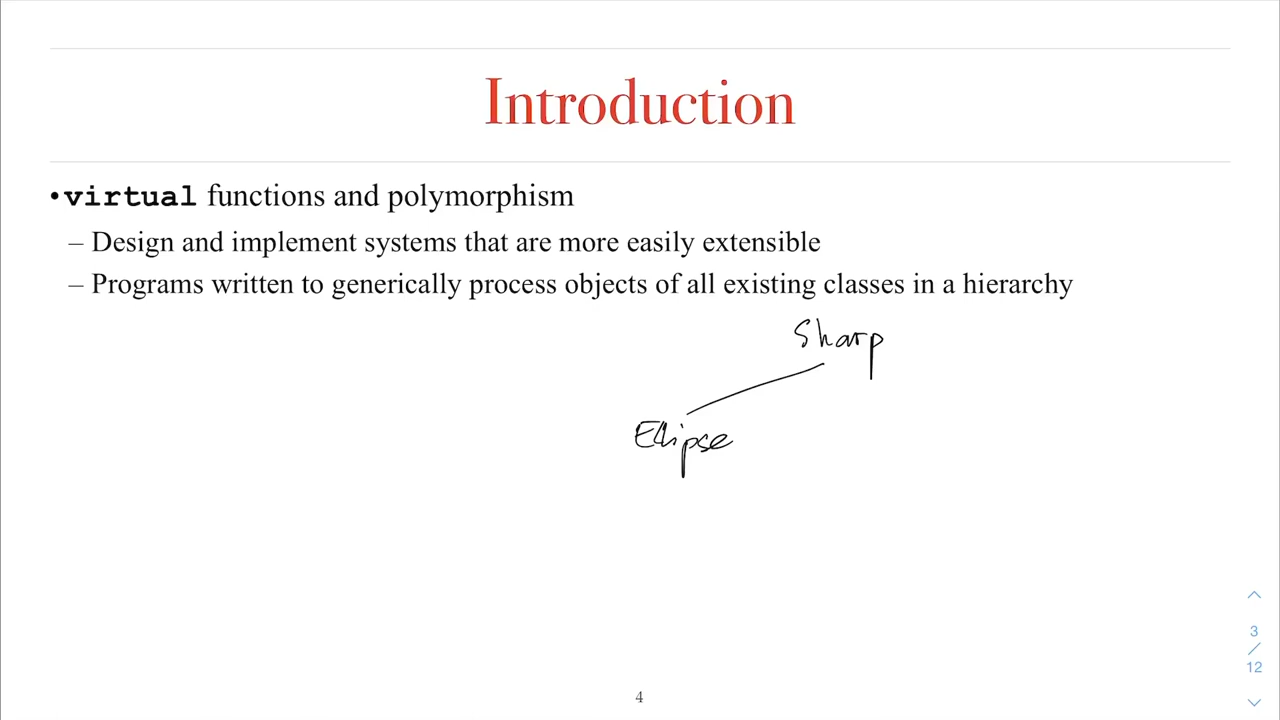 Introduction
•virtual functions and polymorphism
– Design and implement systems that are more easily extensible
– Programs written to generically process objects of all existing classes in a hierarchy
Sharp
Ellipse
3
/
12
4